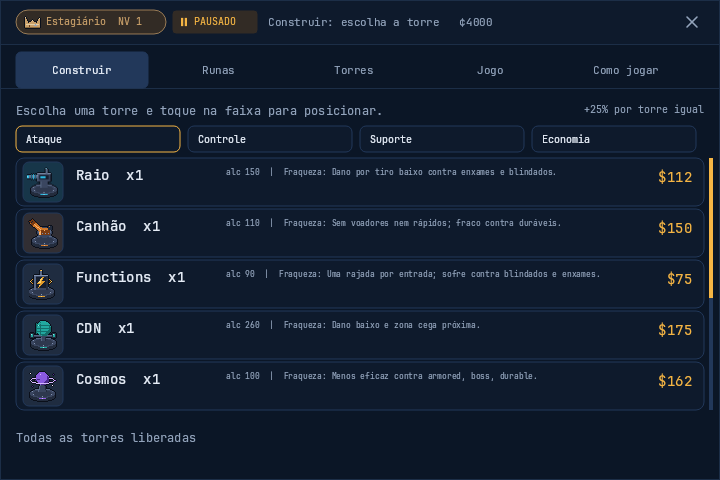 Estagiário NV 1 PAUSADO Construir: escolha a torre $4000
Construir Runas Torres Jogo Como jogar
Escolha uma torre e toque na faixa para posicionar. +25% por torre igual
Ataque Controle Suporte Economia
Raio x1 alc 150 | Fraqueza: Dano por tiro baixo contra enxames e blindados. $112
Canhão x1 alc 110 | Fraqueza: Sem voadores nem rápidos; fraco contra duráveis. $150
Functions x1 alc 90 | Fraqueza: Uma rajada por entrada; sofre contra blindados e enxames. $75
CDN x1 alc 260 | Fraqueza: Dano baixo e zona cega próxima. $175
Cosmos x1 alc 100 | Fraqueza: Menos eficaz contra armored, boss, durable. $162
Todas as torres liberadas